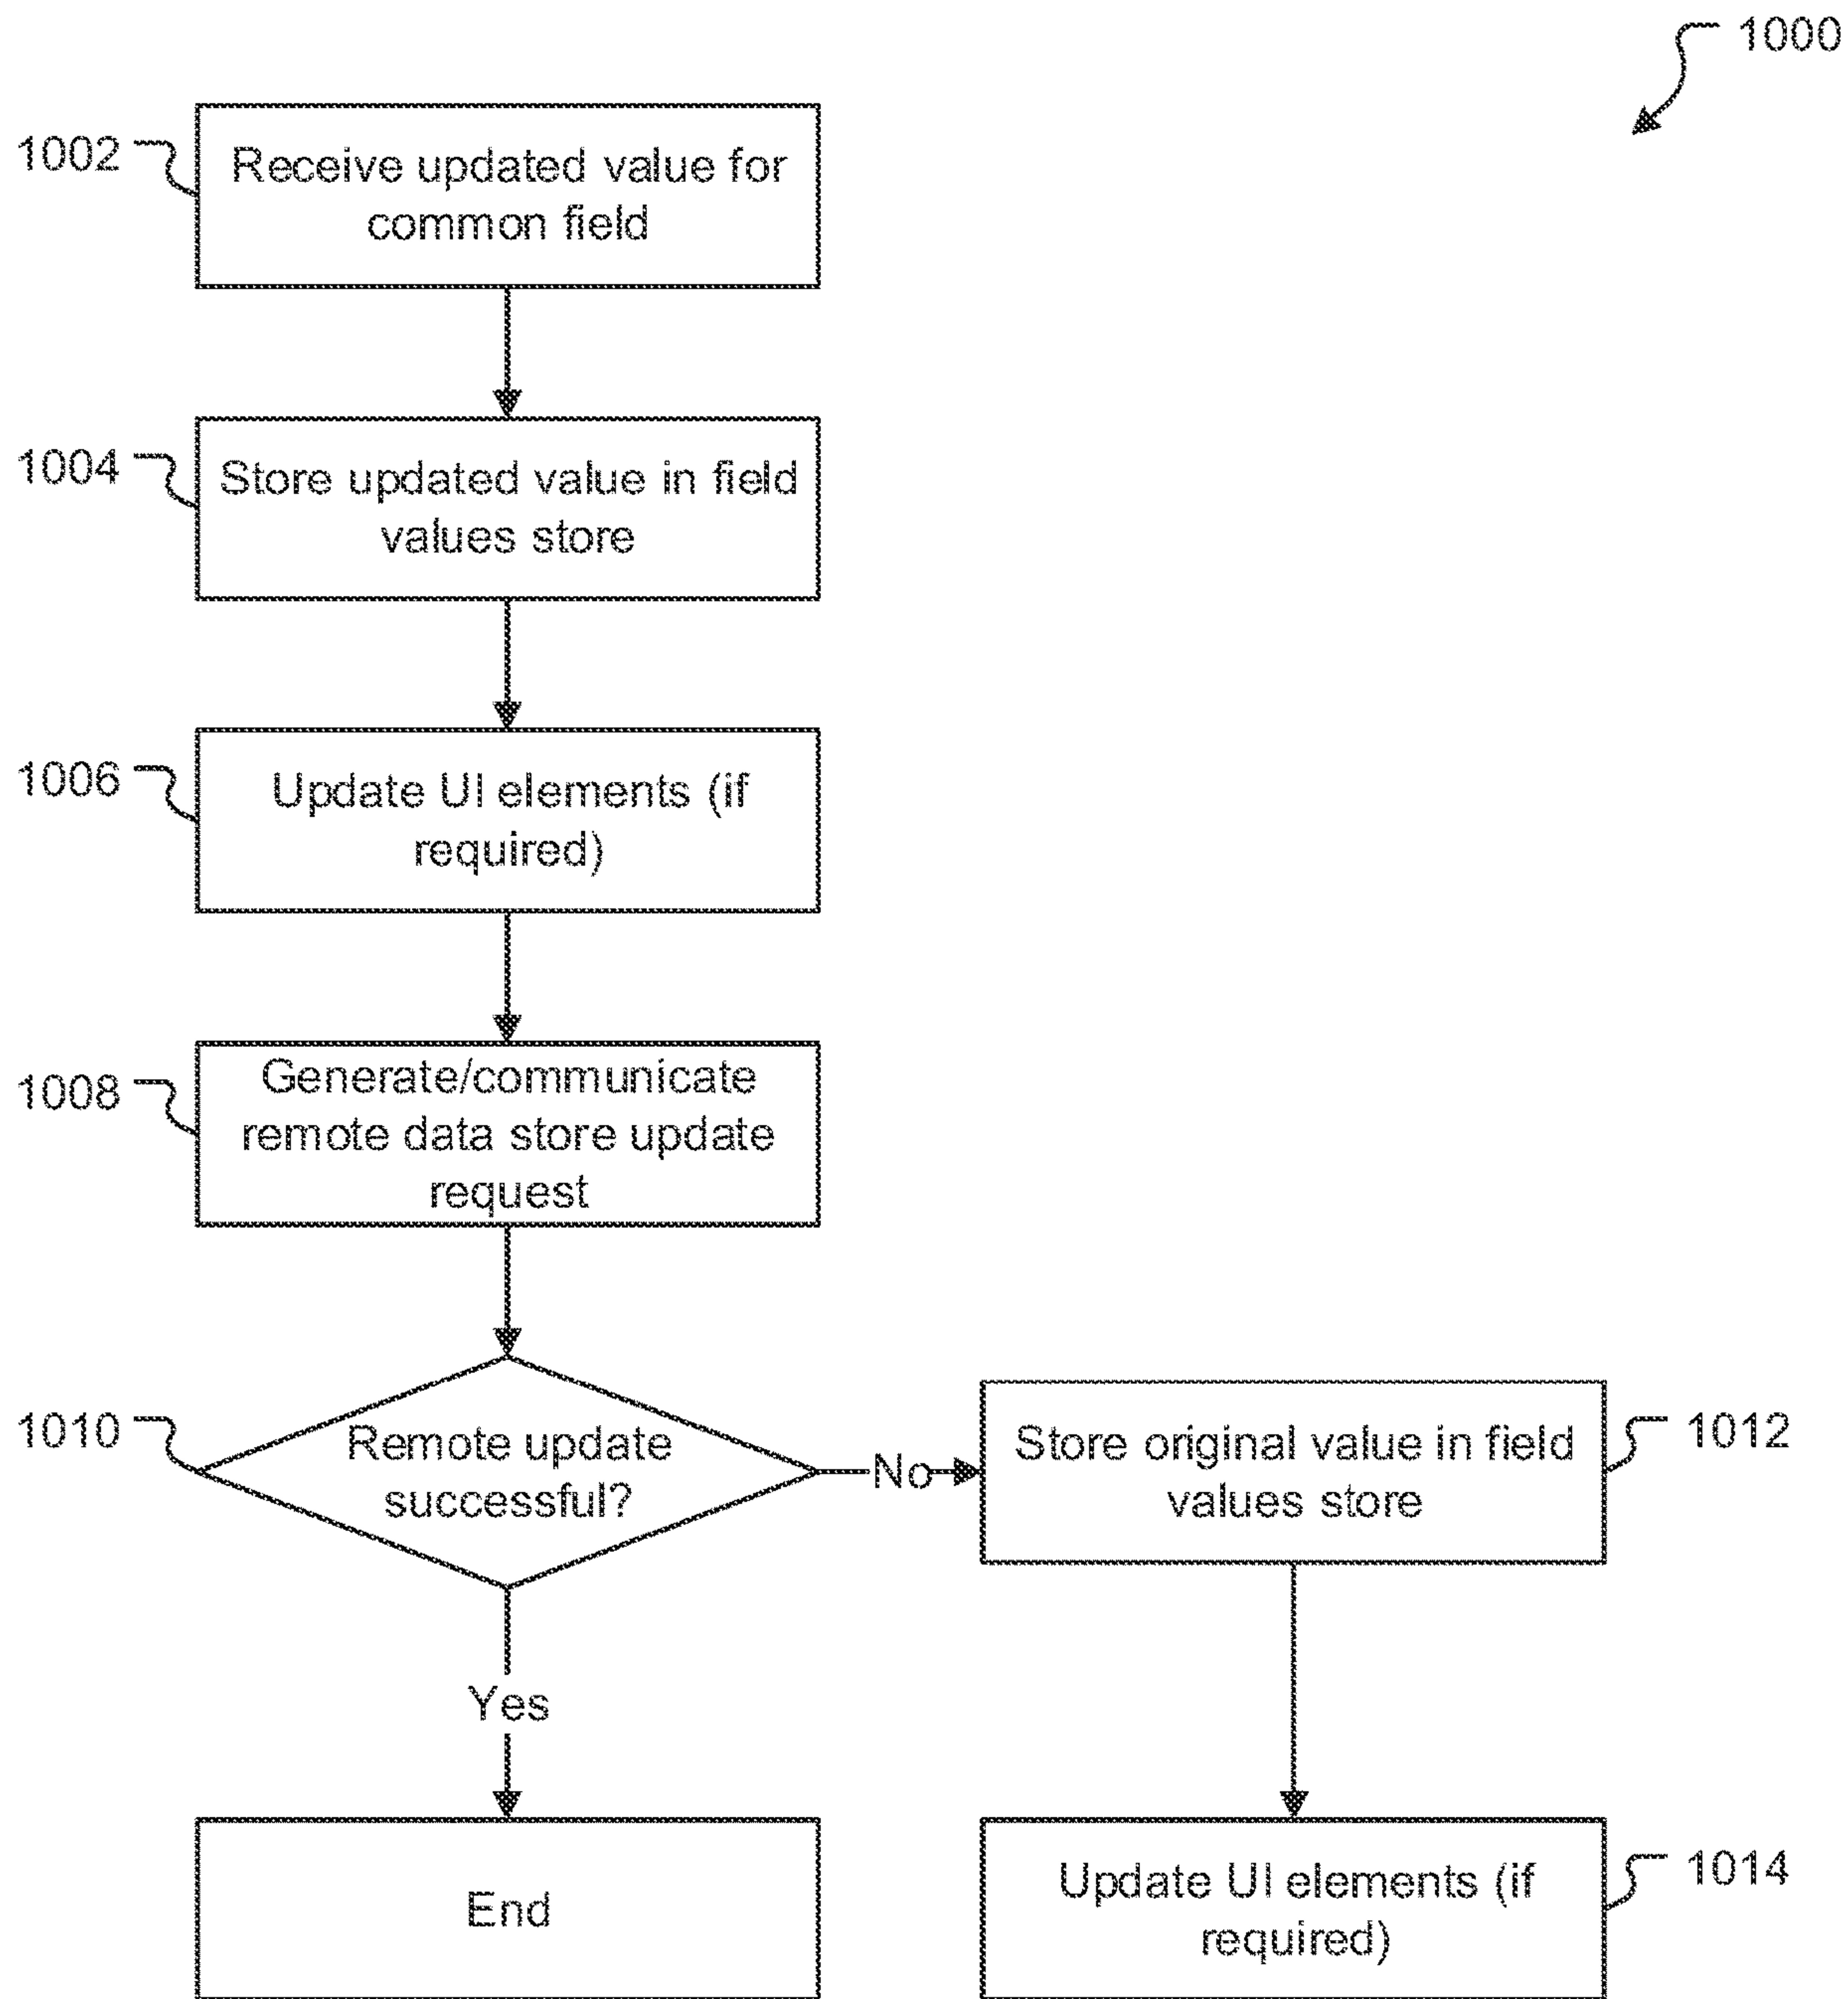 1000
1002
Receive updated value for
common field
1004
Store updated value in field
values store
1006
Update UI elements (if
required)
1008
Generate/communicate
remote data store update
request
1010
Remote update
successful?
No
Store original value in field
values store
1012
Yes
End
Update UI elements (if
required)
1014